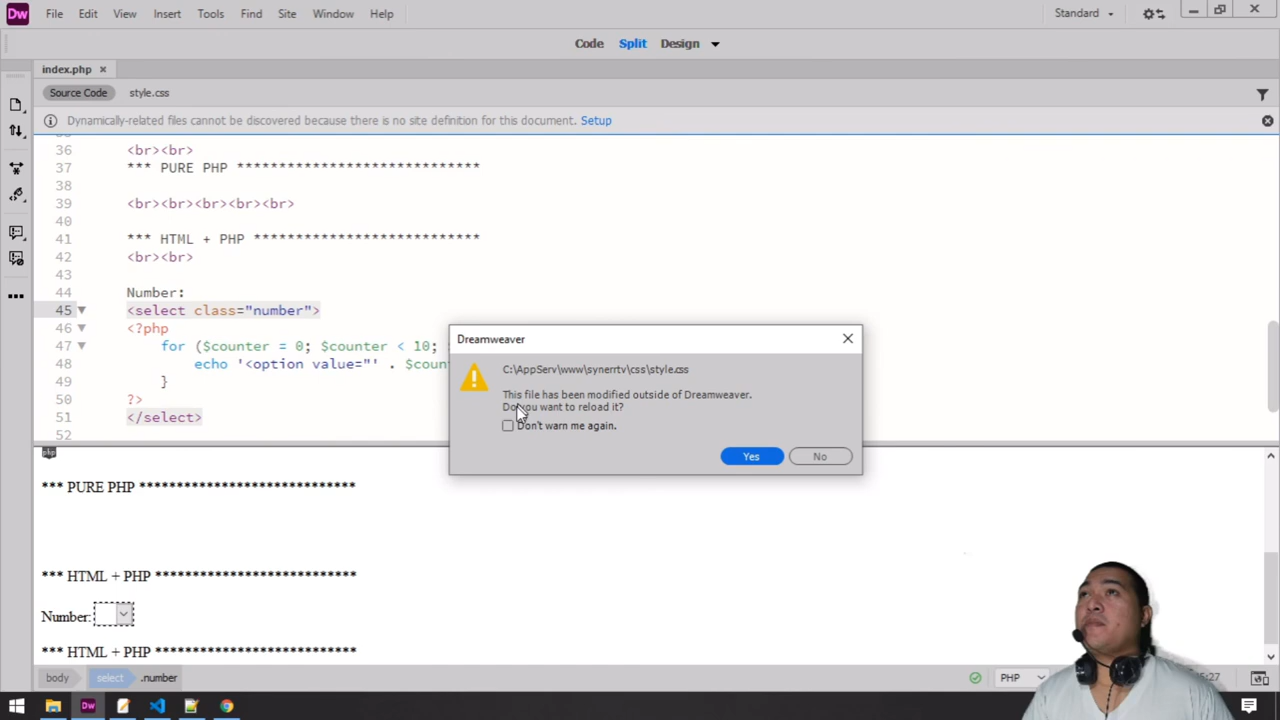 Dw File Edit View Insert Tools Find Site Window Help Standard
Code Split Design
index.php
Source Code style.css
Dynamically-related files cannot be discovered because there is no site definition for this document. Setup
36 <br><br>
37 *** PURE PHP *****************************
38
39 <br><br><br><br><br>
40
41 *** HTML + PHP ***************************
42 <br><br>
43
44 Number:
45 <select class="number">
46 <?php
47 for ($counter = 0; $counter < 10;
48 echo '<option value="' . $coun
49 }
50 ?>
51 </select>
52
Dreamweaver
C:\AppServ\www\synerrtv\css\style.css
This file has been modified outside of Dreamweaver.
Do you want to reload it?
Don't warn me again.
Yes No
php
*** PURE PHP *****************************
*** HTML + PHP ***************************
Number:
*** HTML + PHP ***************************
body select .number PHP